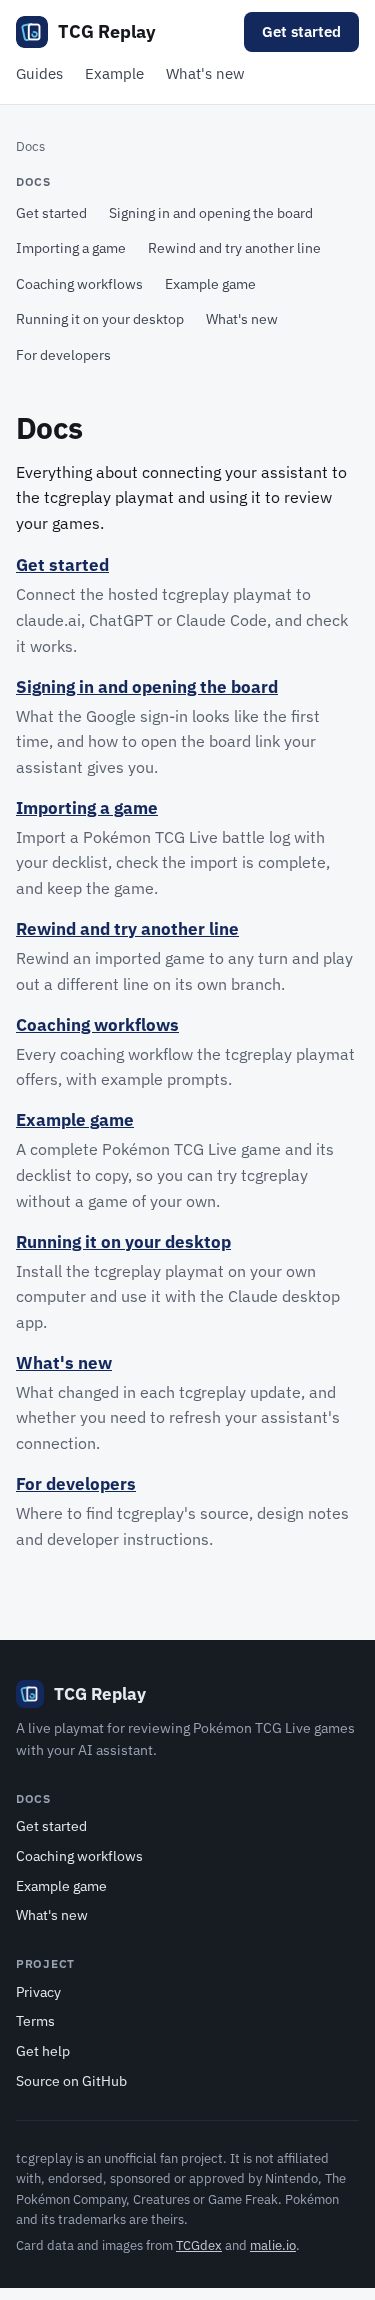 TCG Replay
Get started
Guides Example What's new
Docs
DOCS
Get started Signing in and opening the board
Importing a game Rewind and try another line
Coaching workflows Example game
Running it on your desktop What's new
For developers
Docs
Everything about connecting your assistant to
the tcgreplay playmat and using it to review
your games.
Get started
Connect the hosted tcgreplay playmat to
claude.ai, ChatGPT or Claude Code, and check
it works.
Signing in and opening the board
What the Google sign-in looks like the first
time, and how to open the board link your
assistant gives you.
Importing a game
Import a Pokémon TCG Live battle log with
your decklist, check the import is complete,
and keep the game.
Rewind and try another line
Rewind an imported game to any turn and play
out a different line on its own branch.
Coaching workflows
Every coaching workflow the tcgreplay playmat
offers, with example prompts.
Example game
A complete Pokémon TCG Live game and its
decklist to copy, so you can try tcgreplay
without a game of your own.
Running it on your desktop
Install the tcgreplay playmat on your own
computer and use it with the Claude desktop
app.
What's new
What changed in each tcgreplay update, and
whether you need to refresh your assistant's
connection.
For developers
Where to find tcgreplay's source, design notes
and developer instructions.
TCG Replay
A live playmat for reviewing Pokémon TCG Live games
with your AI assistant.
DOCS
Get started
Coaching workflows
Example game
What's new
PROJECT
Privacy
Terms
Get help
Source on GitHub
tcgreplay is an unofficial fan project. It is not affiliated
with, endorsed, sponsored or approved by Nintendo, The
Pokémon Company, Creatures or Game Freak. Pokémon
and its trademarks are theirs.
Card data and images from TCGdex and malie.io.